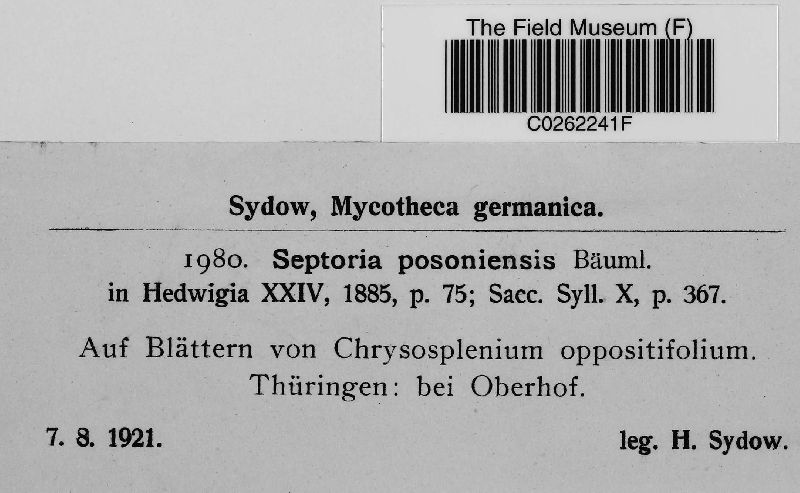 The Field Museum (F)
C0262241F
Sydow, Mycotheca germanica.
1980. Septoria posoniensis Bäuml.
in Hedwigia XXIV, 1885, p. 75; Sacc. Syll. X, p. 367.
Auf Blättern von Chrysosplenium oppositifolium.
Thüringen: bei Oberhof.
7. 8. 1921. leg. H. Sydow.